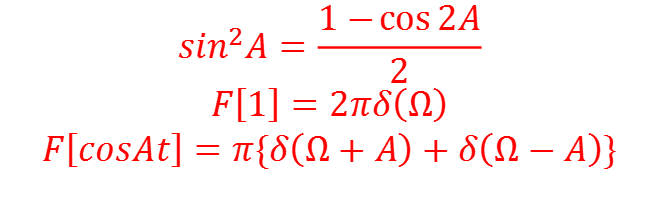 sin²A = (1 − cos 2A)/2
F[1] = 2πδ(Ω)
F[cosAt] = π{δ(Ω + A) + δ(Ω − A)}